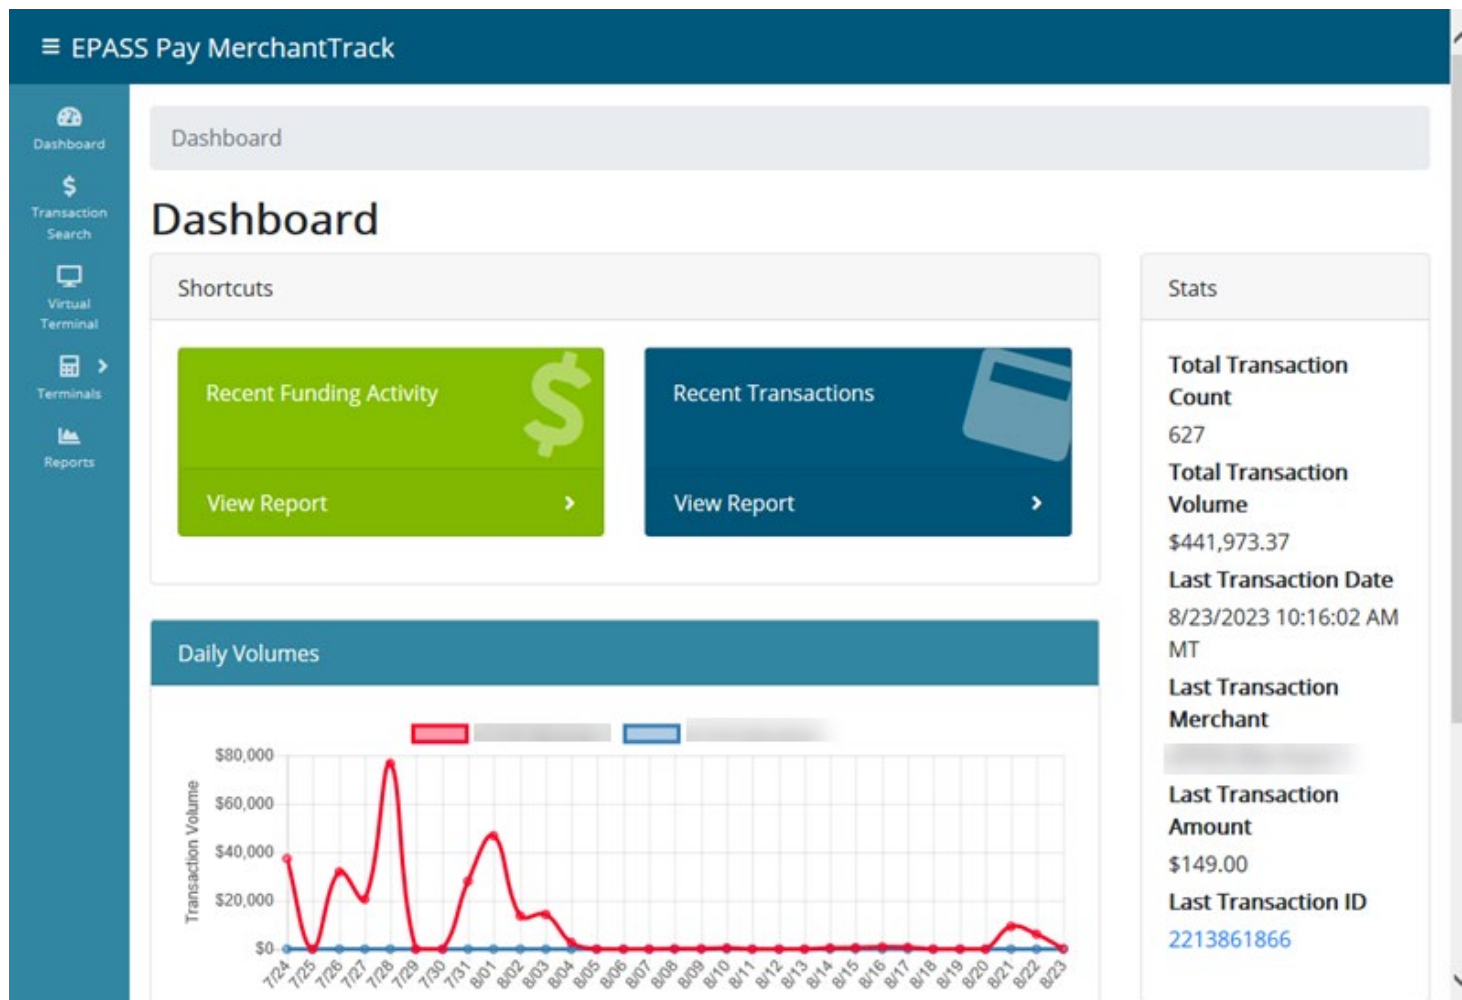 EPASS Pay MerchantTrack
Dashboard
Transaction
Search
Virtual
Terminal
Terminals
Reports
Dashboard
Dashboard
Shortcuts
Recent Funding Activity
View Report
Recent Transactions
View Report
Daily Volumes
Transaction Volume
$80,000
$60,000
$40,000
$20,000
$0
7/24
7/25
7/26
7/27
7/28
7/29
7/30
7/31
8/01
8/02
8/03
8/04
8/05
8/06
8/07
8/08
8/09
8/10
8/11
8/12
8/13
8/14
8/15
8/16
8/17
8/18
8/19
8/20
8/21
8/22
8/23
Stats
Total Transaction
Count
627
Total Transaction
Volume
$441,973.37
Last Transaction Date
8/23/2023 10:16:02 AM
MT
Last Transaction
Merchant
Last Transaction
Amount
$149.00
Last Transaction ID
2213861866